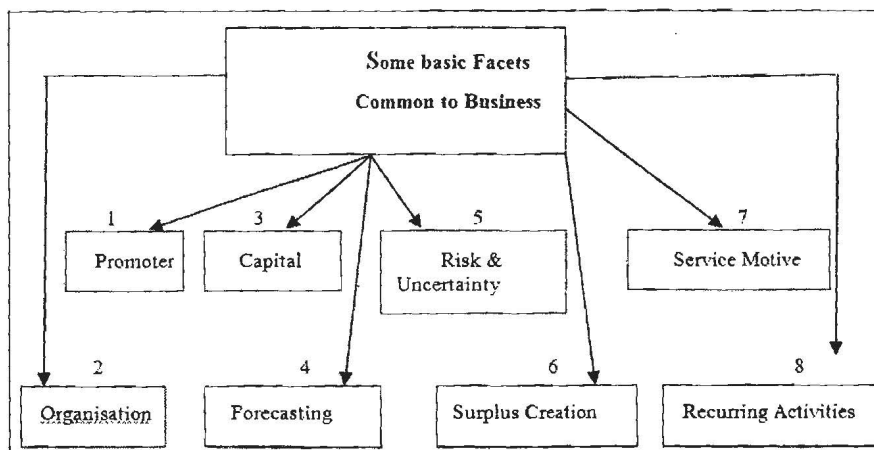 Some basic Facets
Common to Business
1
3
5
7
Promoter
Capital
Risk &
Uncertainty
Service Motive
2
4
6
8
Organisation
Forecasting
Surplus Creation
Recurring Activities